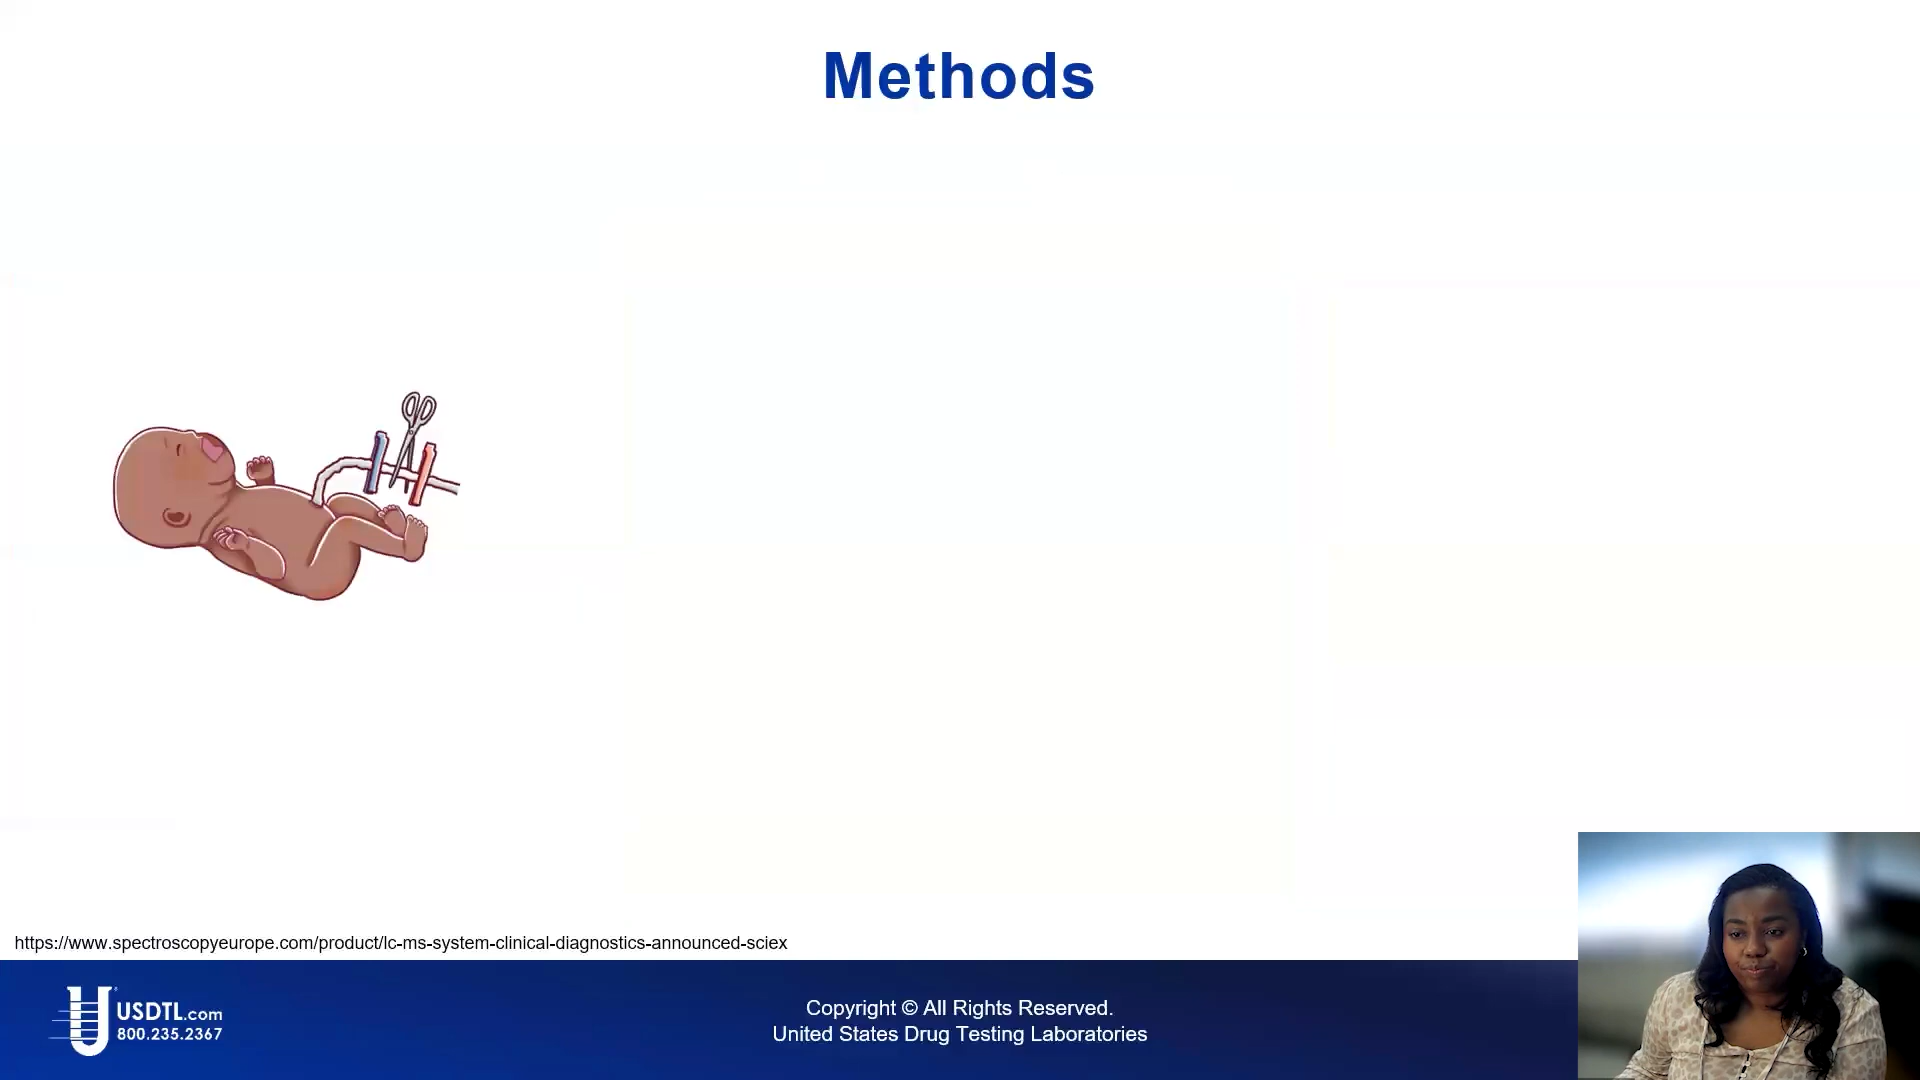 Methods
https://www.spectroscopyeurope.com/product/lc-ms-system-clinical-diagnostics-announced-sciex
USDTL.com
800.235.2367
Copyright © All Rights Reserved.
United States Drug Testing Laboratories